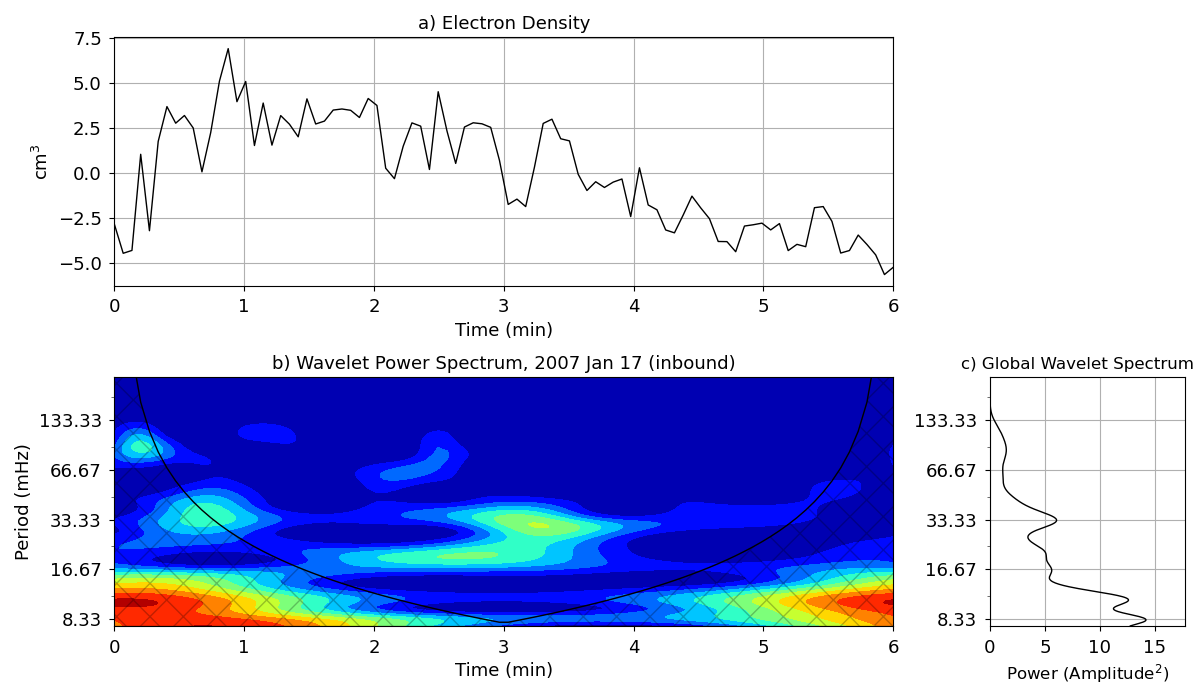 a) Electron Density
7.5
5.0
2.5
0.0
−2.5
−5.0
cm³
0 1 2 3 4 5 6
Time (min)
b) Wavelet Power Spectrum, 2007 Jan 17 (inbound)
133.33
66.67
33.33
16.67
8.33
Period (mHz)
0 1 2 3 4 5 6
Time (min)
c) Global Wavelet Spectrum
133.33
66.67
33.33
16.67
8.33
0 5 10 15
Power (Amplitude²)